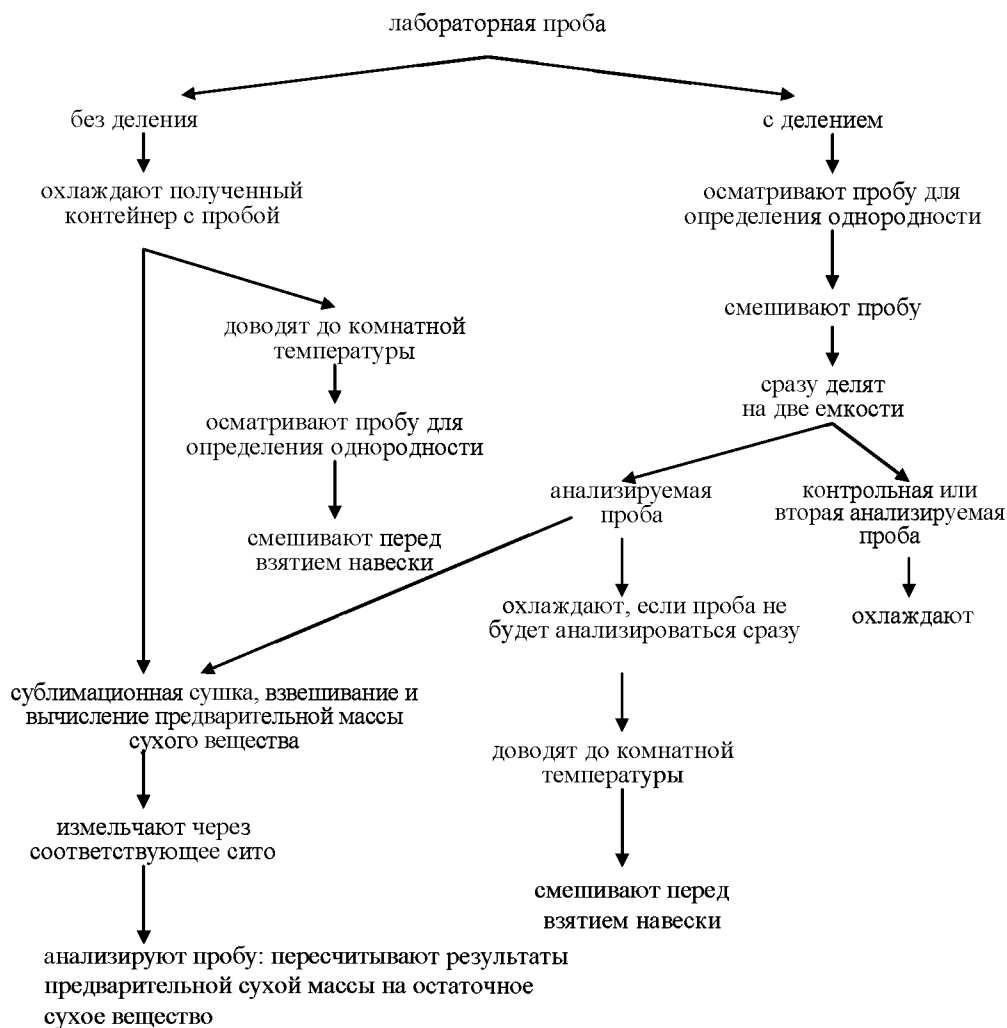 лабораторная проба
без деления
с делением
охлаждают полученный
контейнер с пробой
осматривают пробу для
определения однородности
доводят до комнатной
температуры
смешивают пробу
осматривают пробу для
определения однородности
сразу делят
на две емкости
смешивают перед
взятием навески
анализируемая
проба
контрольная или
вторая анализируемая
проба
охлаждают, если проба не
будет анализироваться сразу
охлаждают
сублимационная сушка, взвешивание и
вычисление предварительной массы
сухого вещества
доводят до комнатной
температуры
измельчают через
соответствующее сито
смешивают перед
взятием навески
анализируют пробу: пересчитывают результаты
предварительной сухой массы на остаточное
сухое вещество